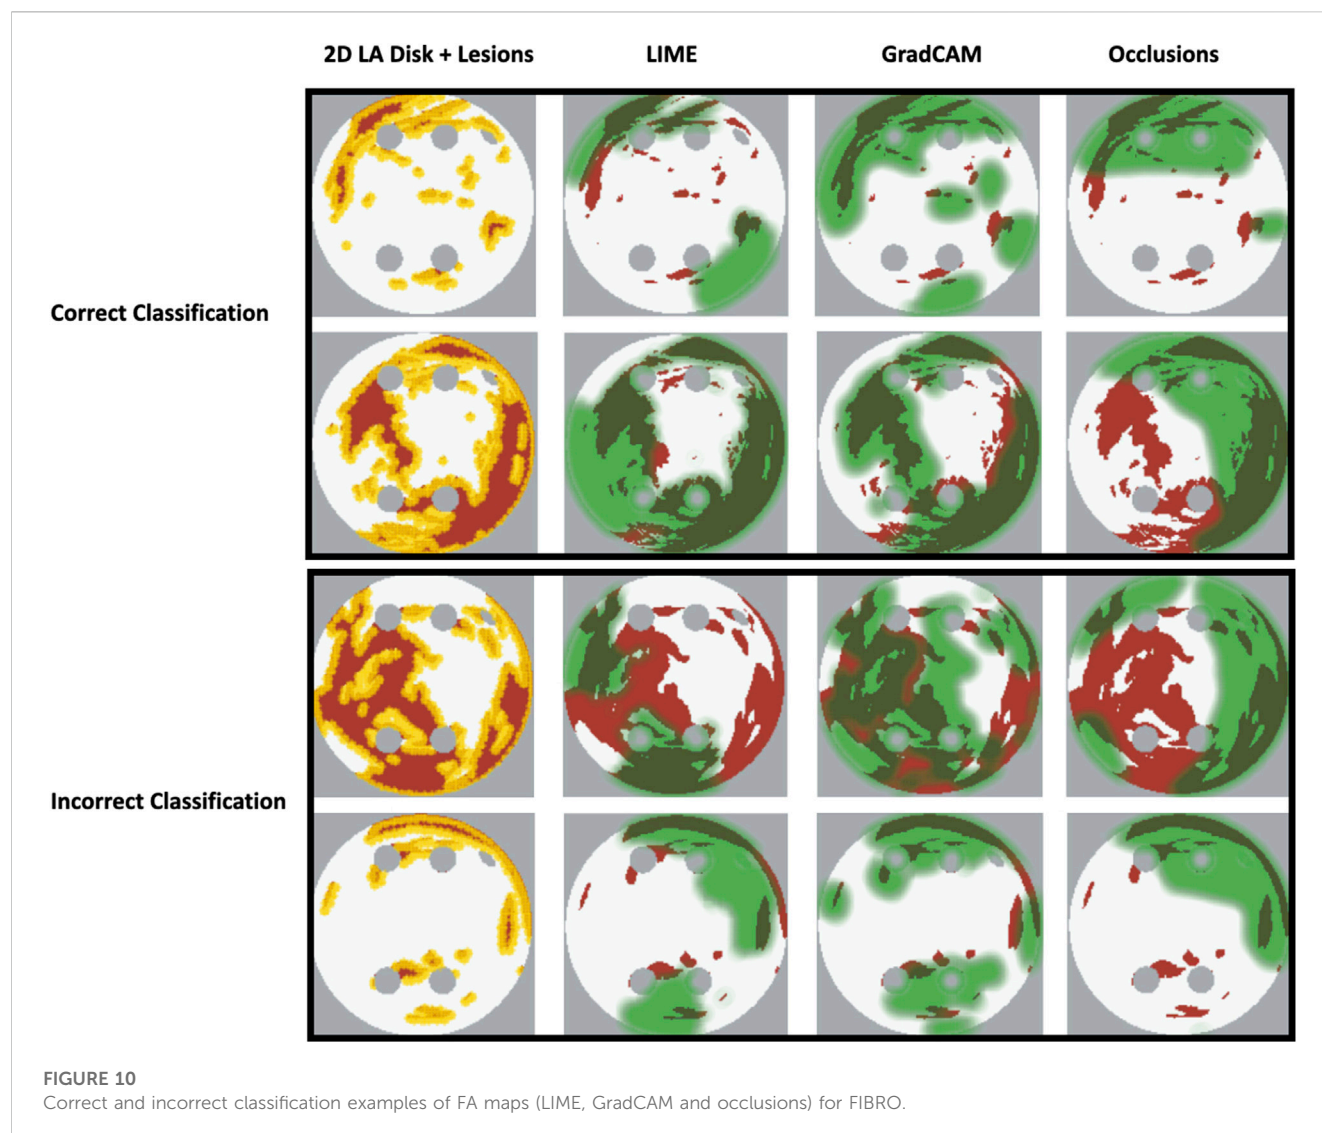 2D LA Disk + Lesions LIME GradCAM Occlusions
Correct Classification
Incorrect Classification
FIGURE 10
Correct and incorrect classification examples of FA maps (LIME, GradCAM and occlusions) for FIBRO.